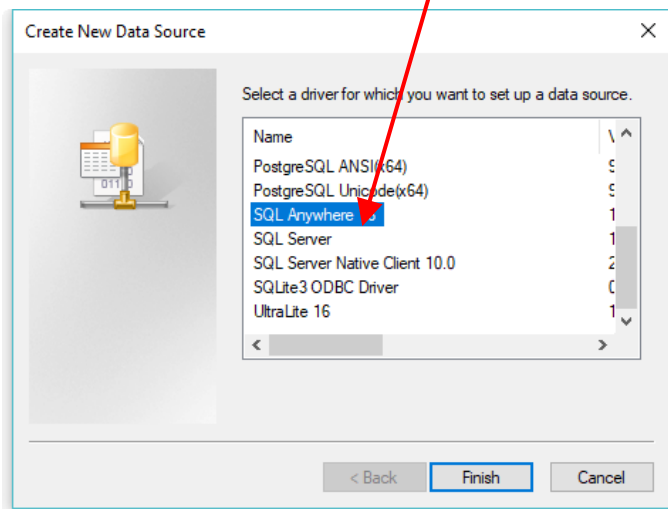 Create New Data Source
Select a driver for which you want to set up a data source.
Name
PostgreSQL ANSI(x64)
PostgreSQL Unicode(x64)
SQL Anywhere
SQL Server
SQL Server Native Client 10.0
SQLite3 ODBC Driver
UltraLite 16
< Back
Finish
Cancel